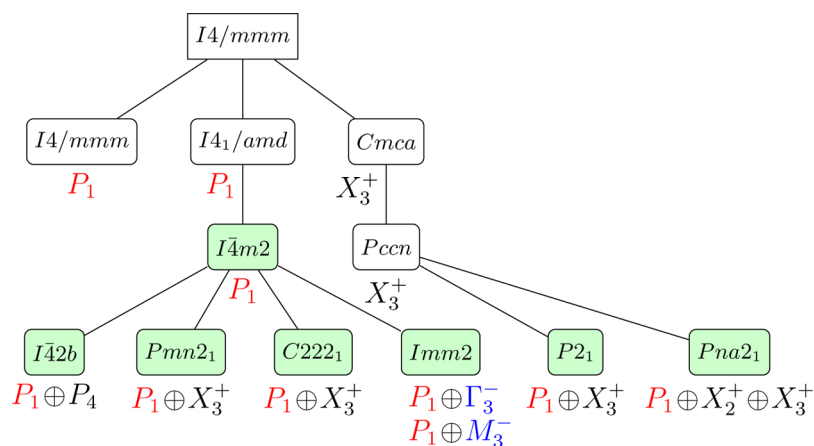 I4/mmm
I4/mmm I4₁/amd Cmca
P₁ P₁ X₃⁺
I4̄m2 Pccn
P₁ X₃⁺
I4̄2b Pmn2₁ C222₁ Imm2 P2₁ Pna2₁
P₁⊕P₄ P₁⊕X₃⁺ P₁⊕X₃⁺ P₁⊕Γ₃⁻ P₁⊕X₃⁺ P₁⊕X₂⁺⊕X₃⁺
P₁⊕M₃⁻